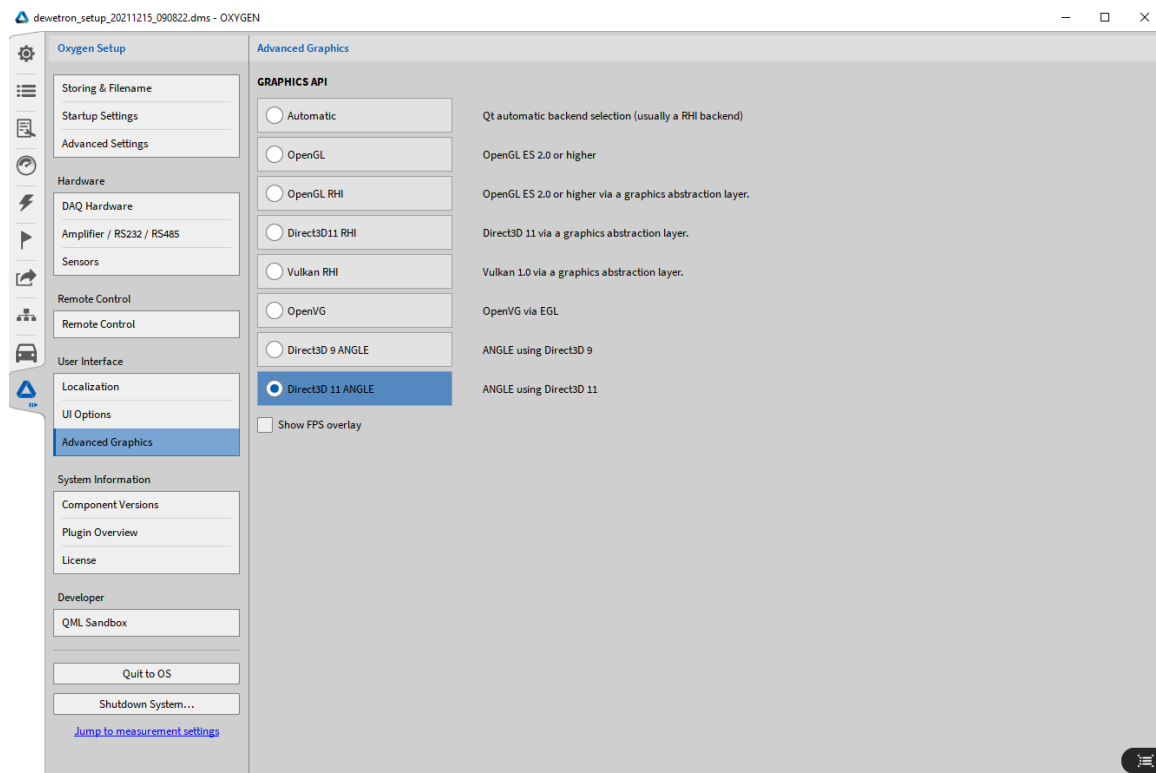 dewetron_setup_20211215_090822.dms - OXYGEN
Oxygen Setup
Storing & Filename
Startup Settings
Advanced Settings
Hardware
DAQ Hardware
Amplifier / RS232 / RS485
Sensors
Remote Control
Remote Control
User Interface
Localization
UI Options
Advanced Graphics
System Information
Component Versions
Plugin Overview
License
Developer
QML Sandbox
Quit to OS
Shutdown System...
Jump to measurement settings
Advanced Graphics
GRAPHICS API
Automatic Qt automatic backend selection (usually a RHI backend)
OpenGL OpenGL ES 2.0 or higher
OpenGL RHI OpenGL ES 2.0 or higher via a graphics abstraction layer.
Direct3D11 RHI Direct3D 11 via a graphics abstraction layer.
Vulkan RHI Vulkan 1.0 via a graphics abstraction layer.
OpenVG OpenVG via EGL
Direct3D 9 ANGLE ANGLE using Direct3D 9
Direct3D 11 ANGLE ANGLE using Direct3D 11
Show FPS overlay